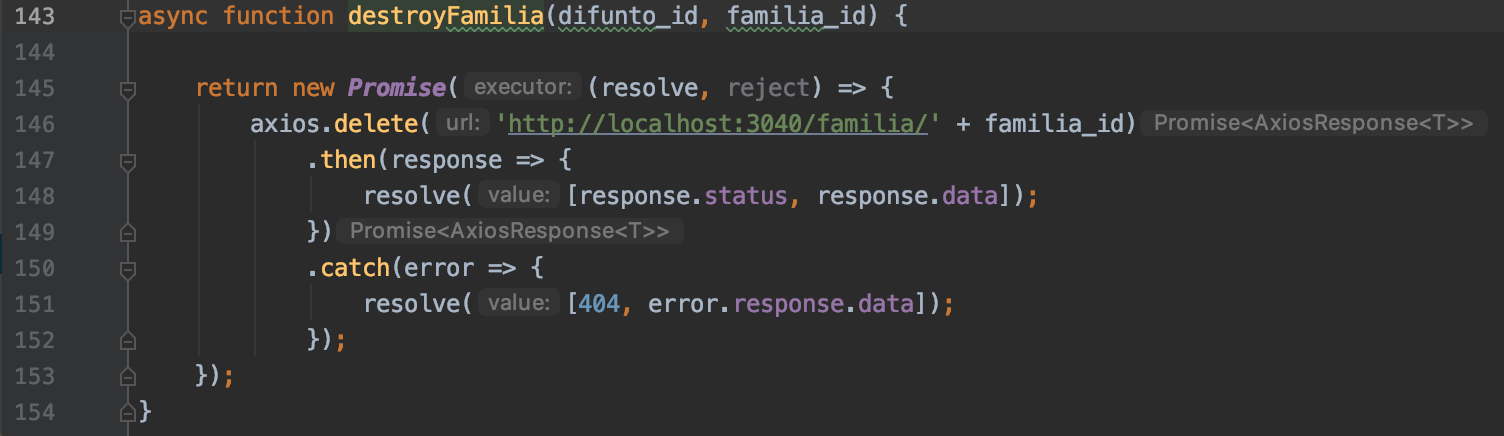 143 async function destroyFamilia(difunto_id, familia_id) {
144
145 return new Promise( executor: (resolve, reject) => {
146 axios.delete( url: 'http://localhost:3040/familia/' + familia_id) Promise<AxiosResponse<T>>
147 .then(response => {
148 resolve( value: [response.status, response.data]);
149 }) Promise<AxiosResponse<T>>
150 .catch(error => {
151 resolve( value: [404, error.response.data]);
152 });
153 });
154 }